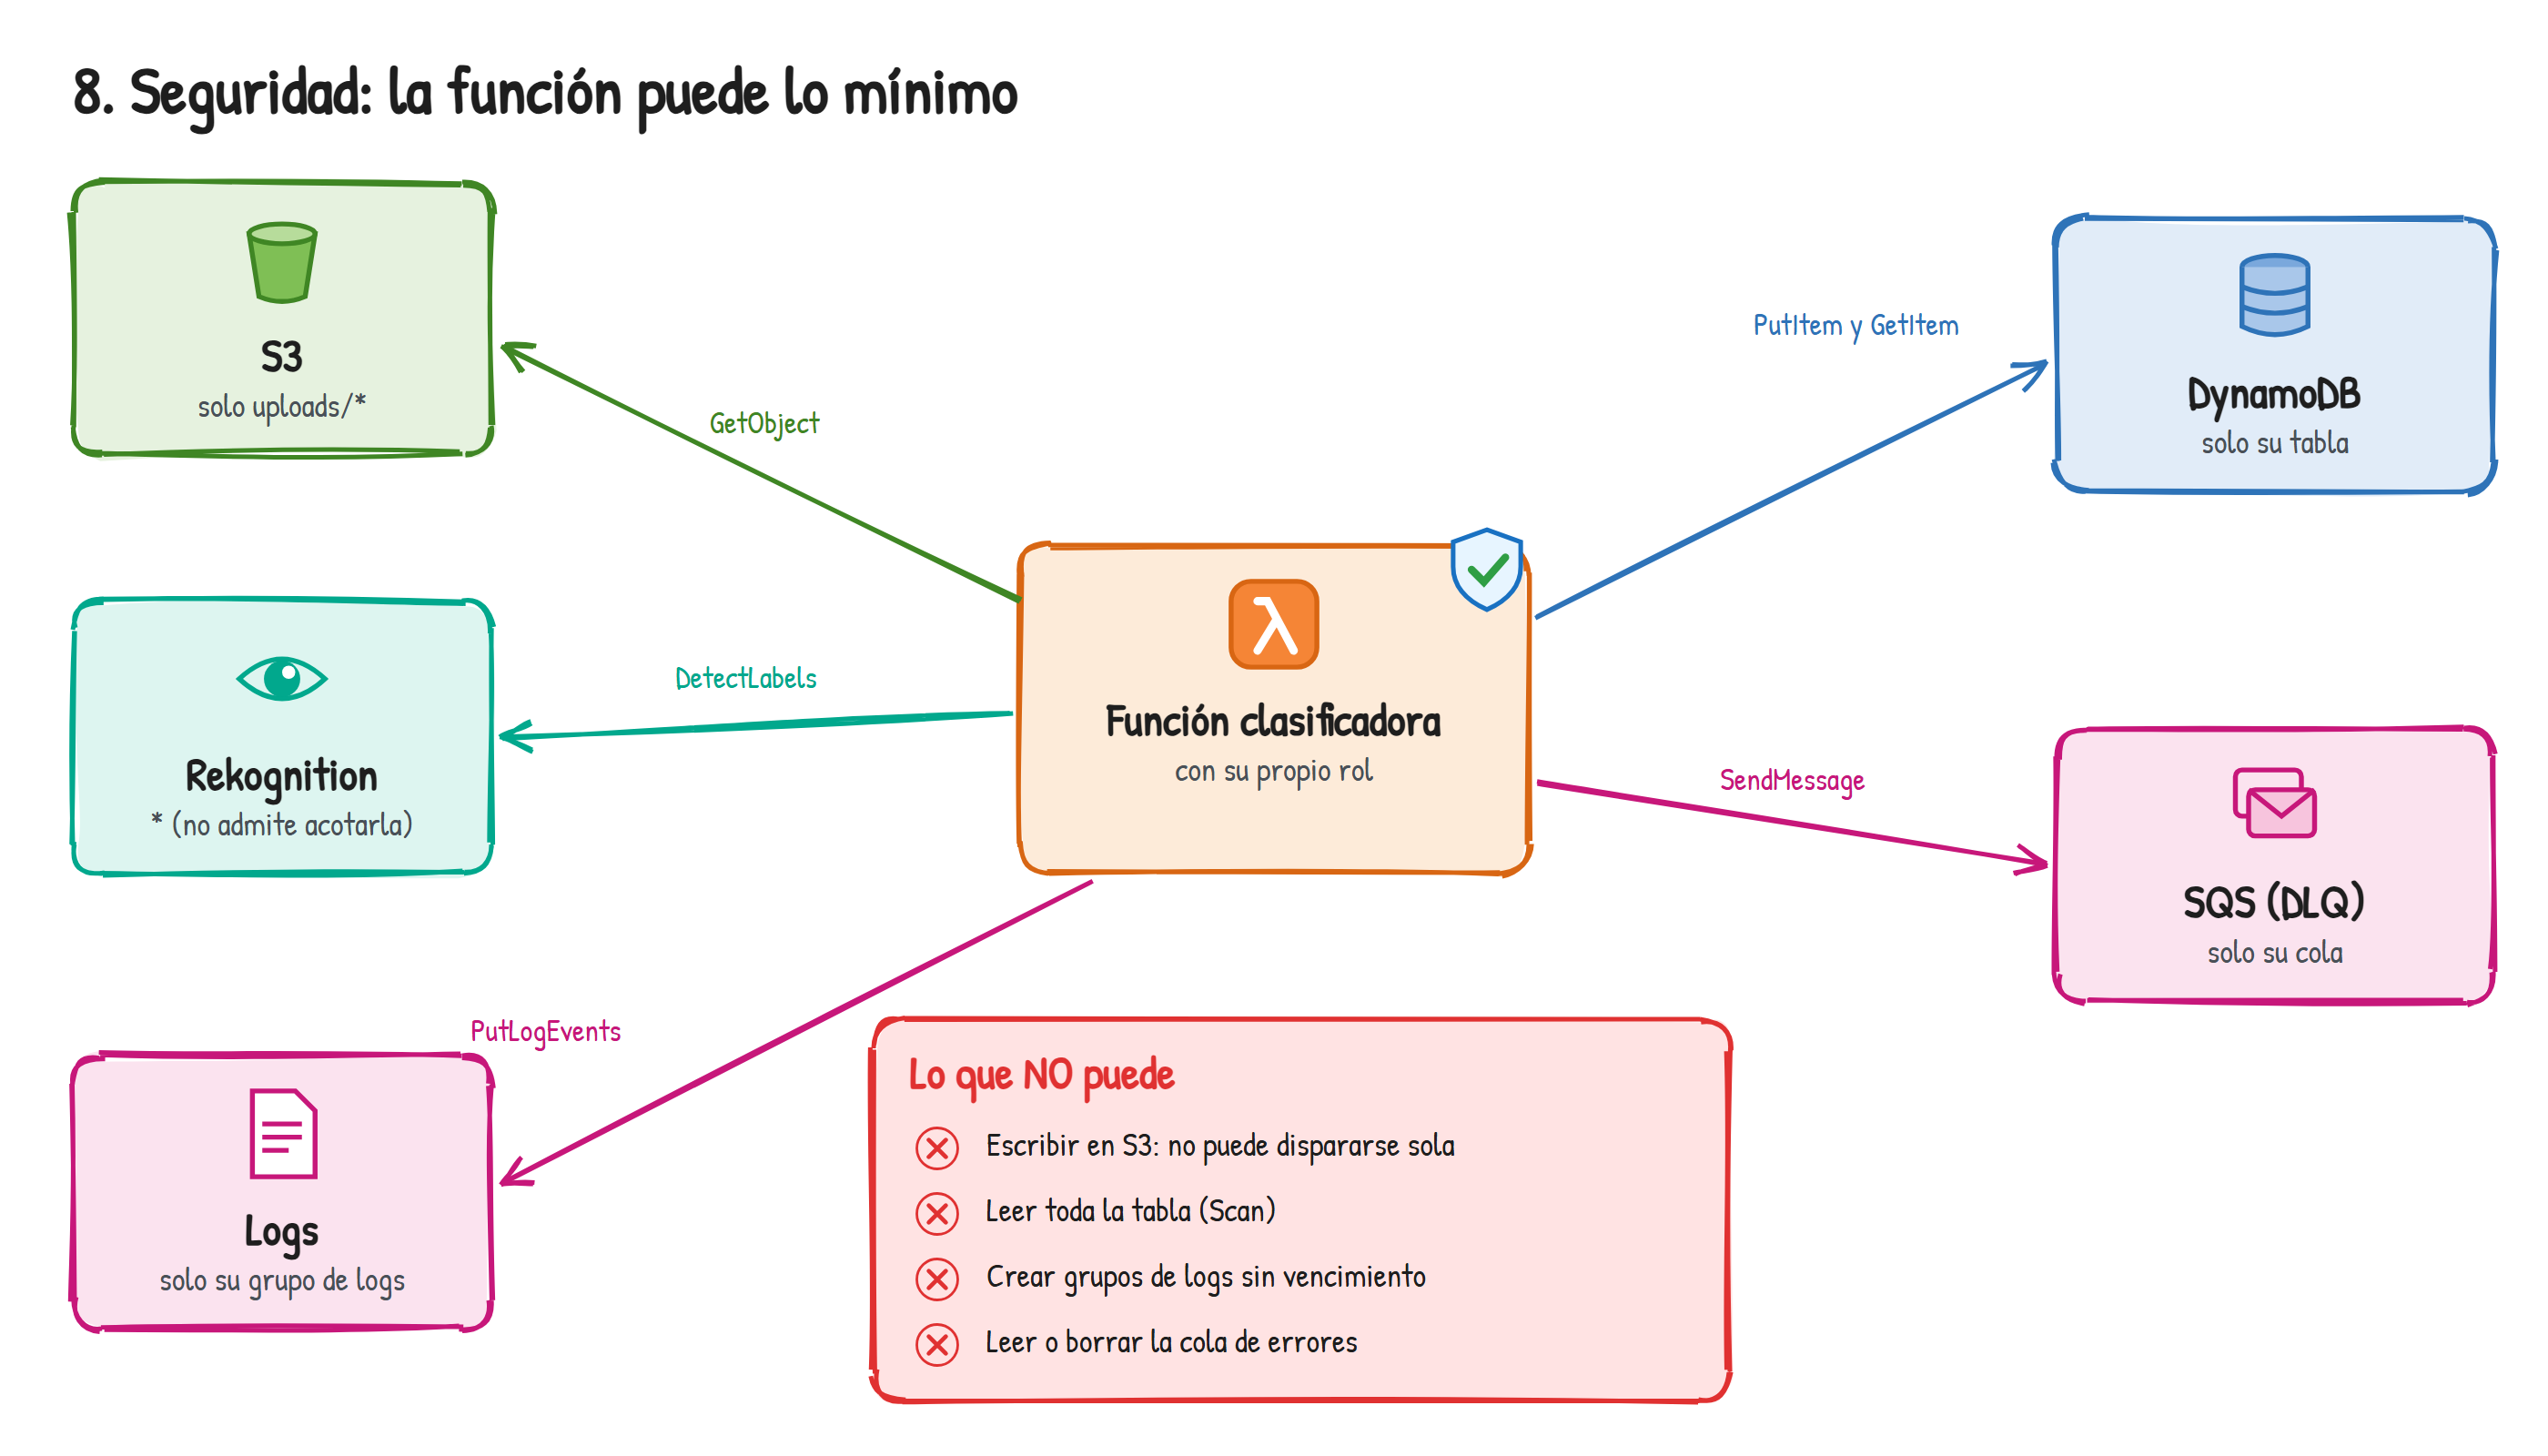 8. Seguridad: la función puede lo mínimo
S3
solo uploads/*
GetObject
PutItem y GetItem
DynamoDB
solo su tabla
Rekognition
* (no admite acotarla)
DetectLabels
λ
Función clasificadora
con su propio rol
SendMessage
SQS (DLQ)
solo su cola
PutLogEvents
Logs
solo su grupo de logs
Lo que NO puede
Escribir en S3: no puede dispararse sola
Leer toda la tabla (Scan)
Crear grupos de logs sin vencimiento
Leer o borrar la cola de errores